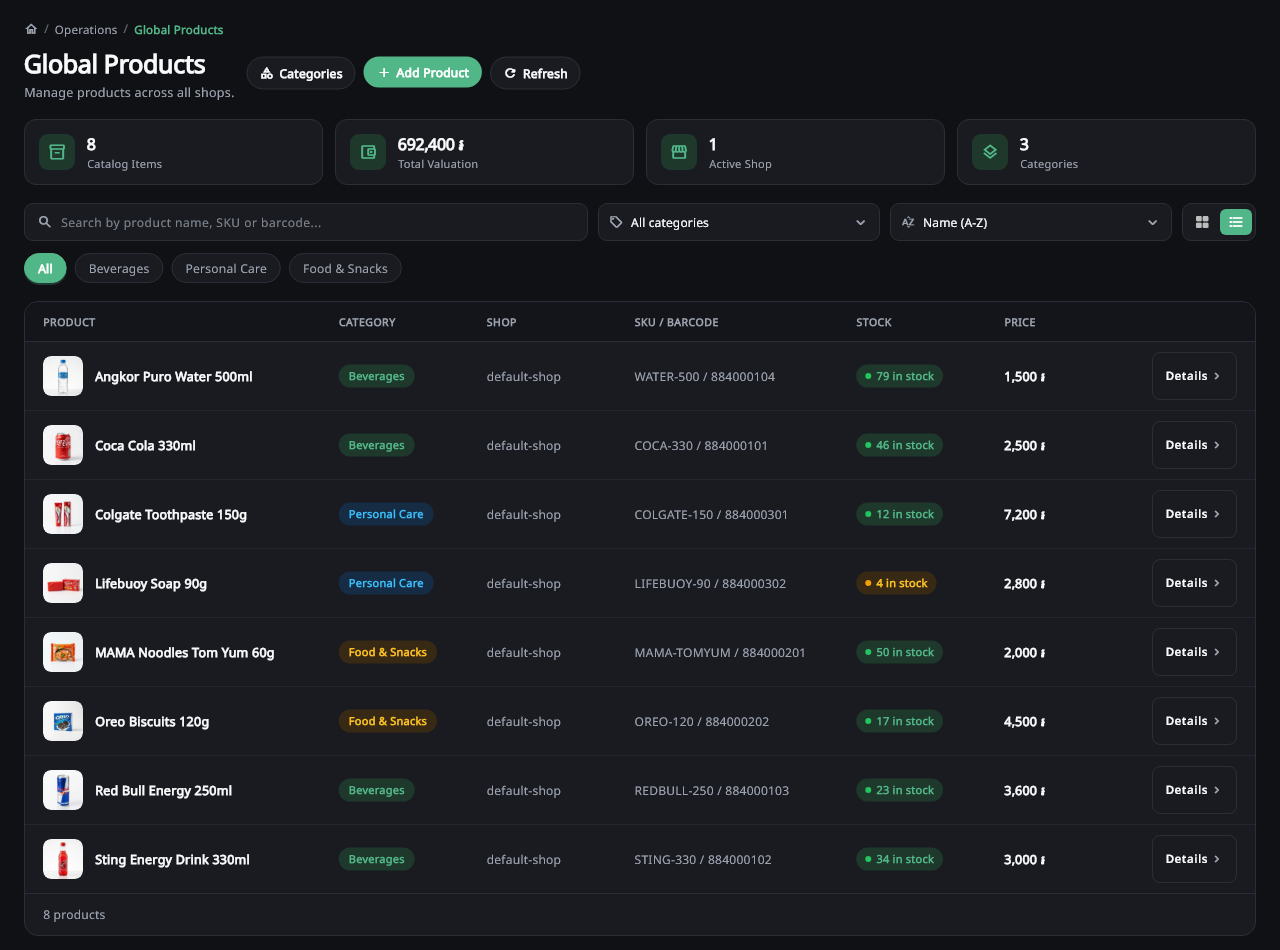 / Operations / Global Products
Global Products
Manage products across all shops.
Categories
+ Add Product
Refresh
8
Catalog Items
692,400 ៛
Total Valuation
1
Active Shop
3
Categories
Search by product name, SKU or barcode...
All categories
Name (A-Z)
All
Beverages
Personal Care
Food & Snacks
PRODUCT CATEGORY SHOP SKU / BARCODE STOCK PRICE
Angkor Puro Water 500ml Beverages default-shop WATER-500 / 884000104 79 in stock 1,500 ៛ Details
Coca Cola 330ml Beverages default-shop COCA-330 / 884000101 46 in stock 2,500 ៛ Details
Colgate Toothpaste 150g Personal Care default-shop COLGATE-150 / 884000301 12 in stock 7,200 ៛ Details
Lifebuoy Soap 90g Personal Care default-shop LIFEBUOY-90 / 884000302 4 in stock 2,800 ៛ Details
MAMA Noodles Tom Yum 60g Food & Snacks default-shop MAMA-TOMYUM / 884000201 50 in stock 2,000 ៛ Details
Oreo Biscuits 120g Food & Snacks default-shop OREO-120 / 884000202 17 in stock 4,500 ៛ Details
Red Bull Energy 250ml Beverages default-shop REDBULL-250 / 884000103 23 in stock 3,600 ៛ Details
Sting Energy Drink 330ml Beverages default-shop STING-330 / 884000102 34 in stock 3,000 ៛ Details
8 products